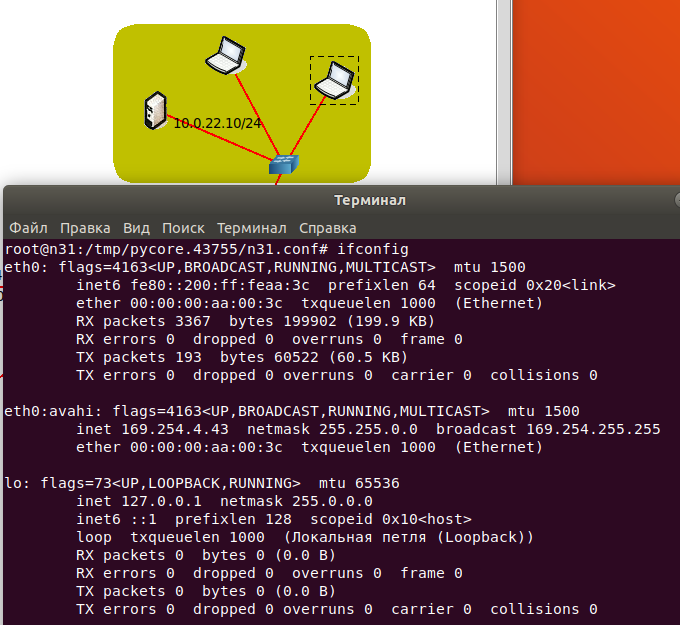 10.0.22.10/24
Терминал
Файл Правка Вид Поиск Терминал Справка
root@n31:/tmp/pycore.43755/n31.conf# ifconfig
eth0: flags=4163<UP,BROADCAST,RUNNING,MULTICAST>  mtu 1500
        inet6 fe80::200:ff:feaa:3c  prefixlen 64  scopeid 0x20<link>
        ether 00:00:00:aa:00:3c  txqueuelen 1000  (Ethernet)
        RX packets 3367  bytes 199902 (199.9 KB)
        RX errors 0  dropped 0  overruns 0  frame 0
        TX packets 193  bytes 60522 (60.5 KB)
        TX errors 0  dropped 0 overruns 0  carrier 0  collisions 0
eth0:avahi: flags=4163<UP,BROADCAST,RUNNING,MULTICAST>  mtu 1500
        inet 169.254.4.43  netmask 255.255.0.0  broadcast 169.254.255.255
        ether 00:00:00:aa:00:3c  txqueuelen 1000  (Ethernet)
lo: flags=73<UP,LOOPBACK,RUNNING>  mtu 65536
        inet 127.0.0.1  netmask 255.0.0.0
        inet6 ::1  prefixlen 128  scopeid 0x10<host>
        loop  txqueuelen 1000  (Локальная петля (Loopback))
        RX packets 0  bytes 0 (0.0 B)
        RX errors 0  dropped 0  overruns 0  frame 0
        TX packets 0  bytes 0 (0.0 B)
        TX errors 0  dropped 0 overruns 0  carrier 0  collisions 0